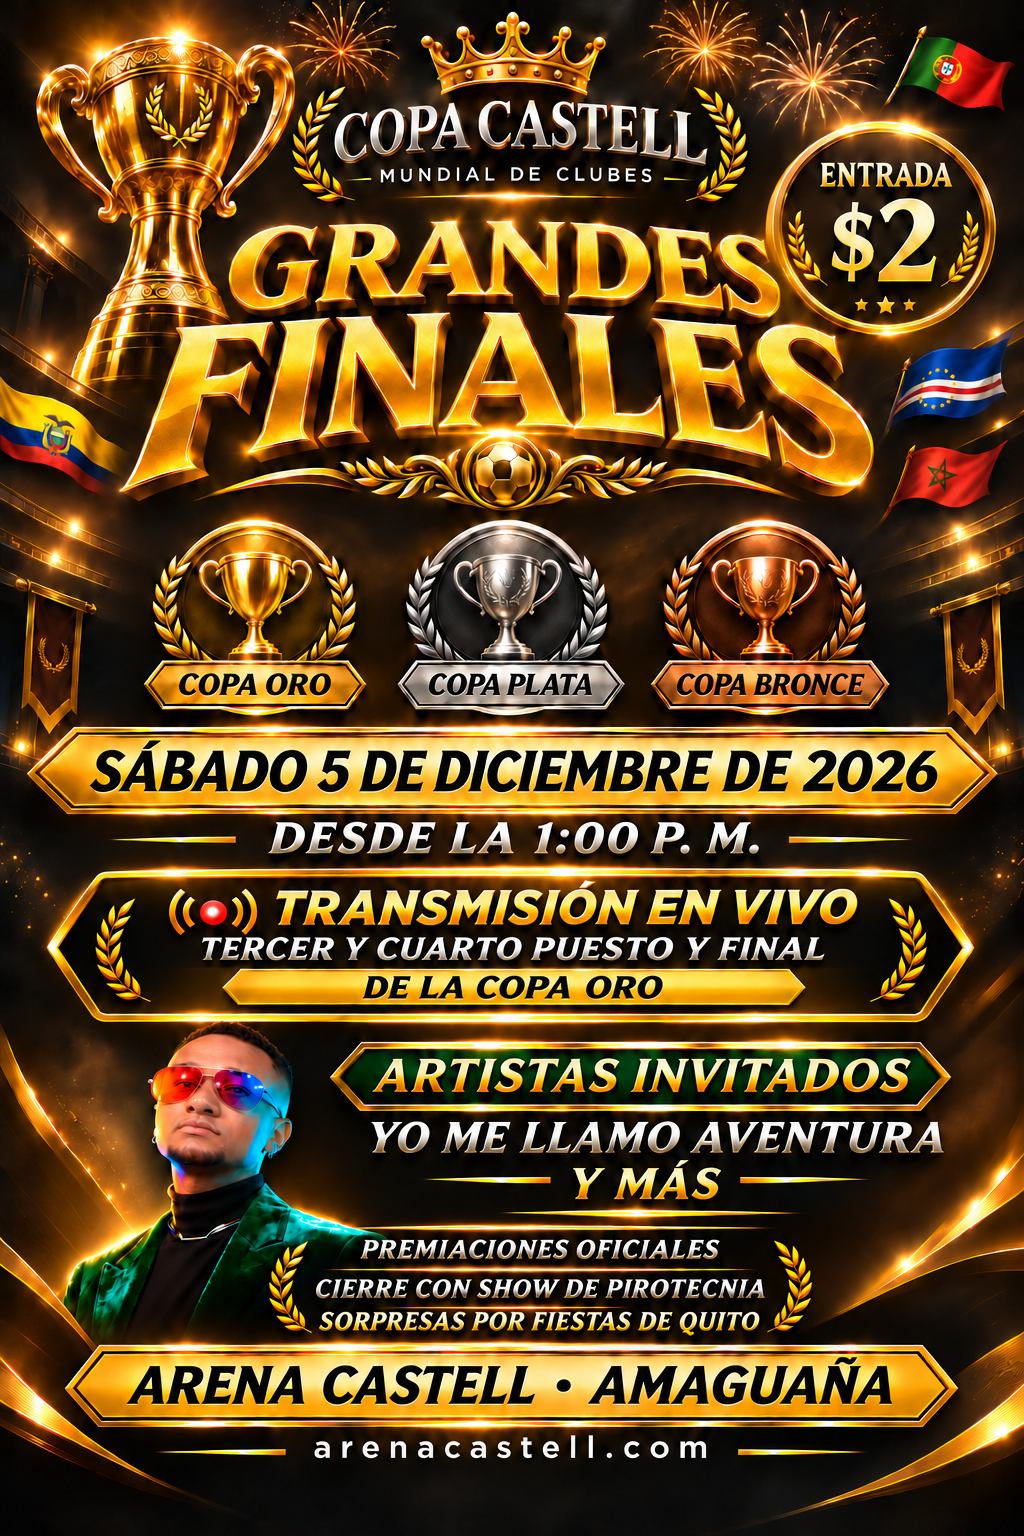 COPA CASTELL
MUNDIAL DE CLUBES
ENTRADA
$2
GRANDES
FINALES
COPA ORO
COPA PLATA
COPA BRONCE
SÁBADO 5 DE DICIEMBRE DE 2026
DESDE LA 1:00 P. M.
TRANSMISIÓN EN VIVO
TERCER Y CUARTO PUESTO Y FINAL
DE LA COPA ORO
ARTISTAS INVITADOS
YO ME LLAMO AVENTURA
Y MÁS
PREMIACIONES OFICIALES
CIERRE CON SHOW DE PIROTECNIA
SORPRESAS POR FIESTAS DE QUITO
ARENA CASTELL • AMAGUAÑA
arenacastell.com